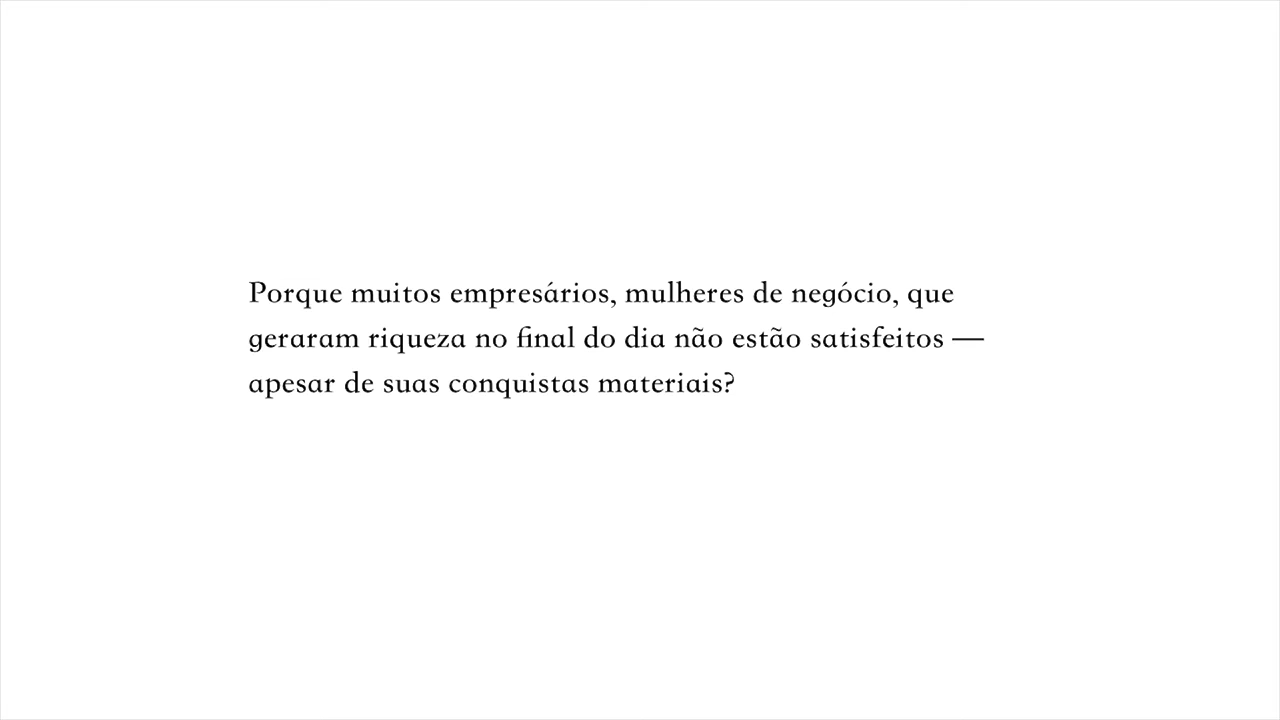 Porque muitos empresários, mulheres de negócio, que
geraram riqueza no final do dia não estão satisfeitos —
apesar de suas conquistas materiais?